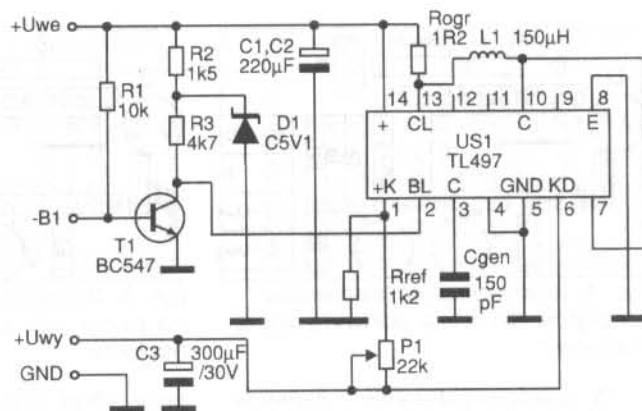 +Uwe
R2
1k5
C1,C2
220µF
Rogr
1R2
L1 150µH
R1
10k
R3
4k7
D1
C5V1
14 13 12 11 10 9 8
+ CL C E
US1
TL497
+K BL C GND KD
1 2 3 4 5 6 7
-B1
T1
BC547
Rref
1k2
Cgen
150
pF
+Uwy
GND
C3
300µF
/30V
P1
22k